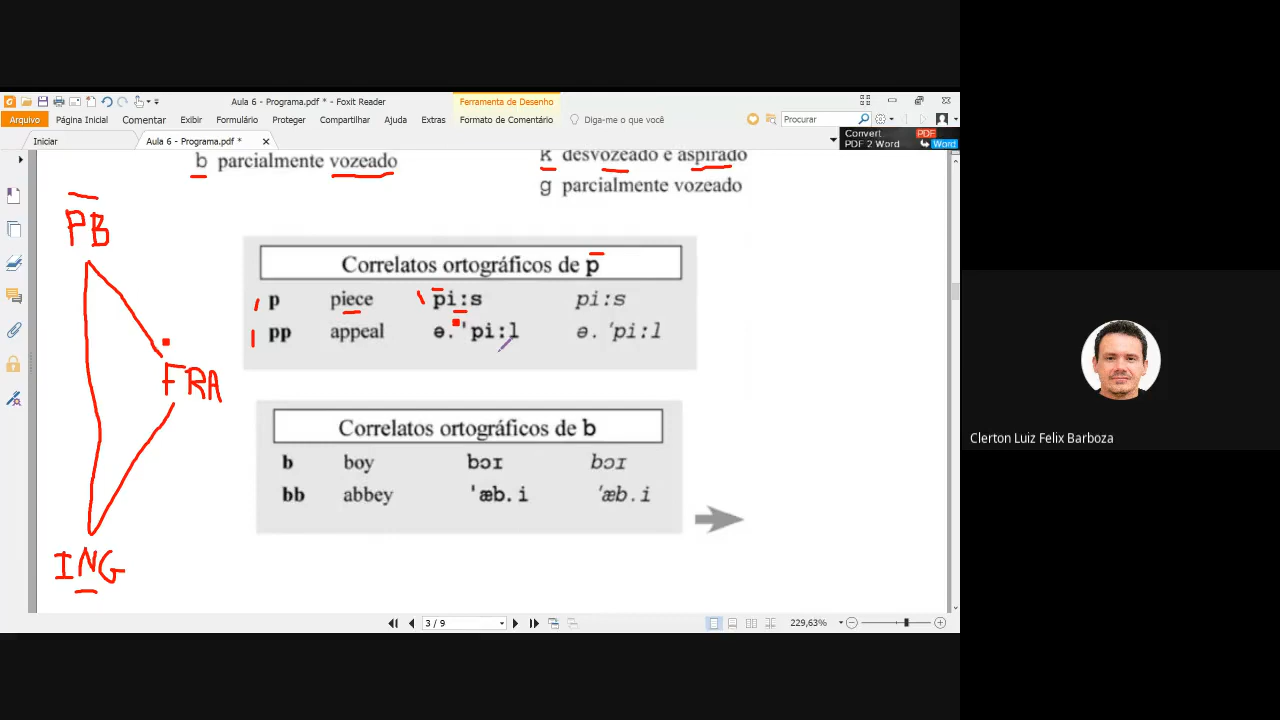 Aula 6 - Programa.pdf * - Foxit Reader
Ferramenta de Desenho
Arquivo Página Inicial Comentar Exibir Formulário Proteger Compartilhar Ajuda Extras Formato de Comentário Diga-me o que você
Procurar
Iniciar
Aula 6 - Programa.pdf *
Convert PDF
PDF 2 Word Word
b parcialmente vozeado
k desvozeado e aspirado
g parcialmente vozeado
PB
Correlatos ortográficos de p
p piece pi:s pi:s
pp appeal ə.ˈpi:l ə.ˈpi:l
FRA
Correlatos ortográficos de b
b boy bɔɪ bɔɪ
bb abbey ˈæb.i ˈæb.i
ING
Clerton Luiz Felix Barboza
3 / 9
229,63%